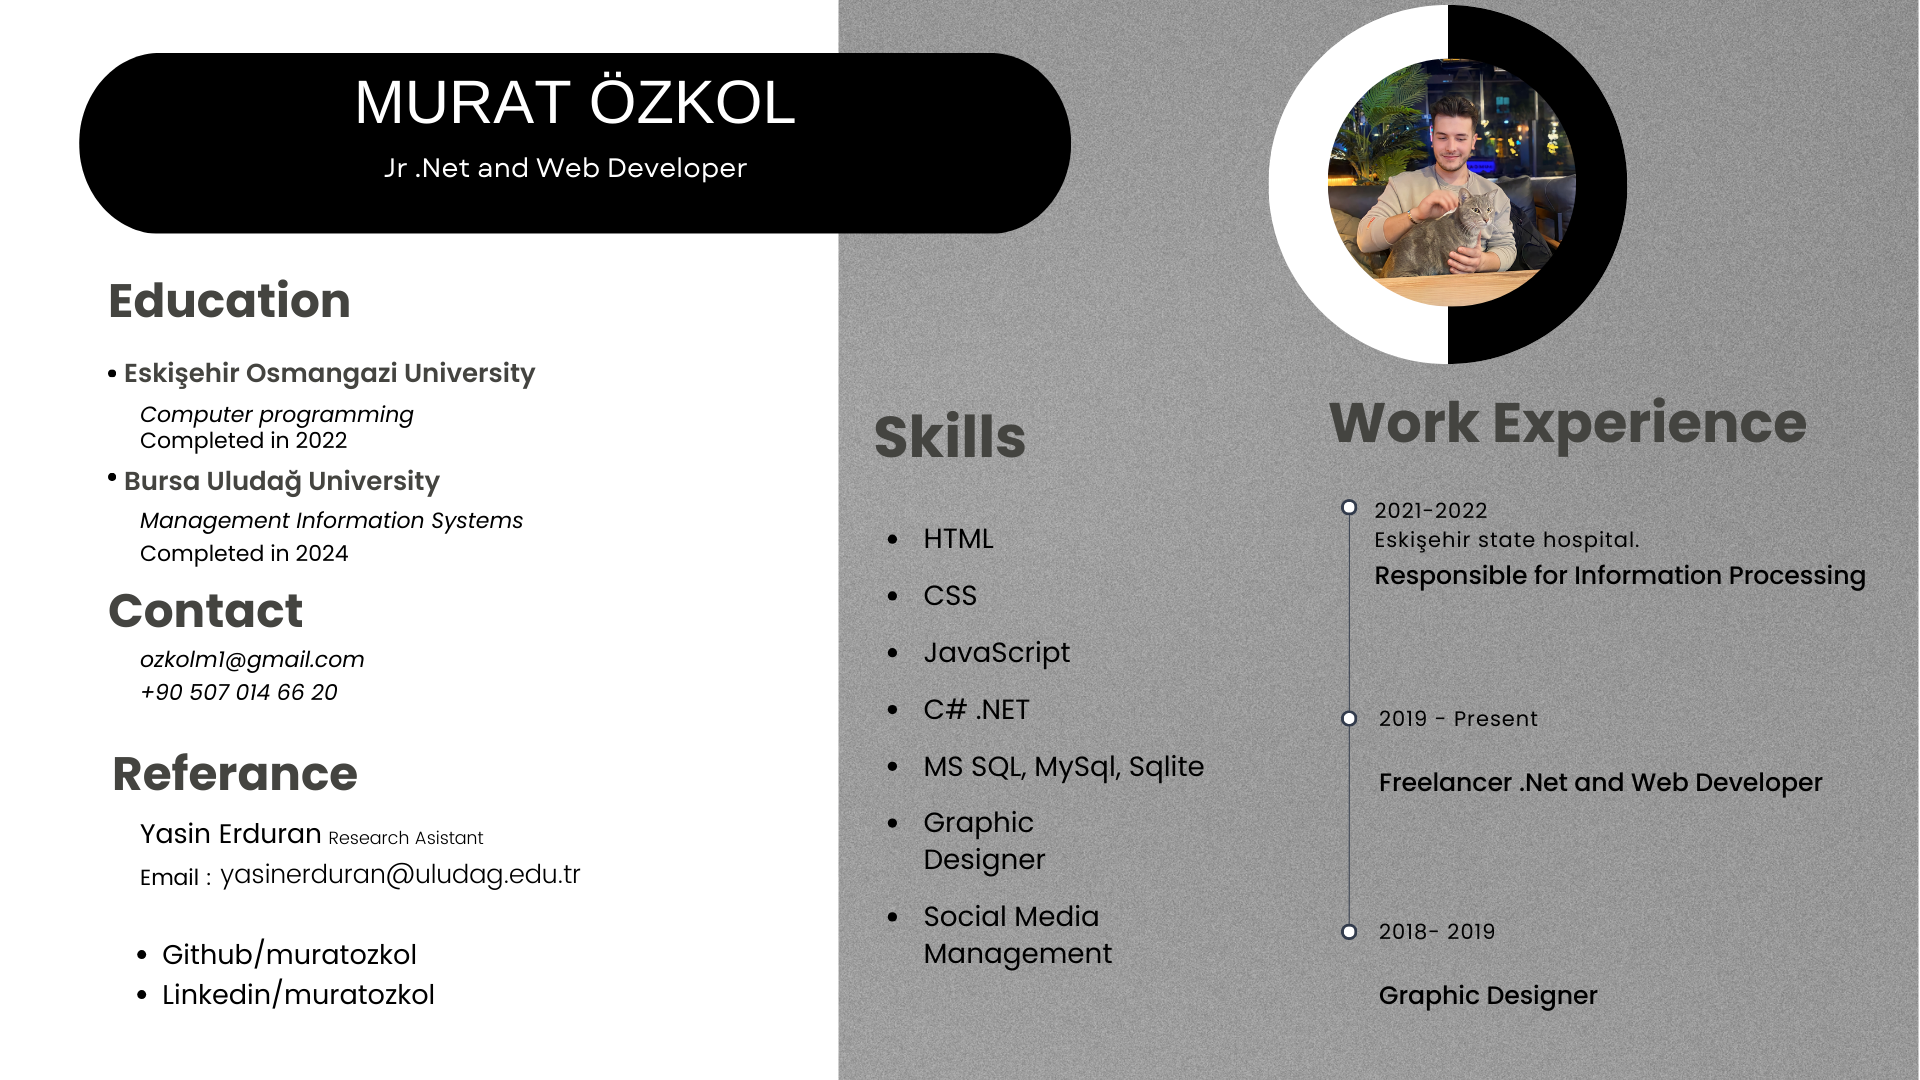 MURAT ÖZKOL
Jr .Net and Web Developer
Education
• Eskişehir Osmangazi University
Computer programming
Completed in 2022
• Bursa Uludağ University
Management Information Systems
Completed in 2024
Contact
ozkolm1@gmail.com
+90 507 014 66 20
Referance
Yasin Erduran Research Asistant
Email : yasinerduran@uludag.edu.tr
• Github/muratozkol
• Linkedin/muratozkol
Skills
• HTML
• CSS
• JavaScript
• C# .NET
• MS SQL, MySql, Sqlite
• Graphic
Designer
• Social Media
Management
Work Experience
2021-2022
Eskişehir state hospital.
Responsible for Information Processing
2019 - Present
Freelancer .Net and Web Developer
2018- 2019
Graphic Designer